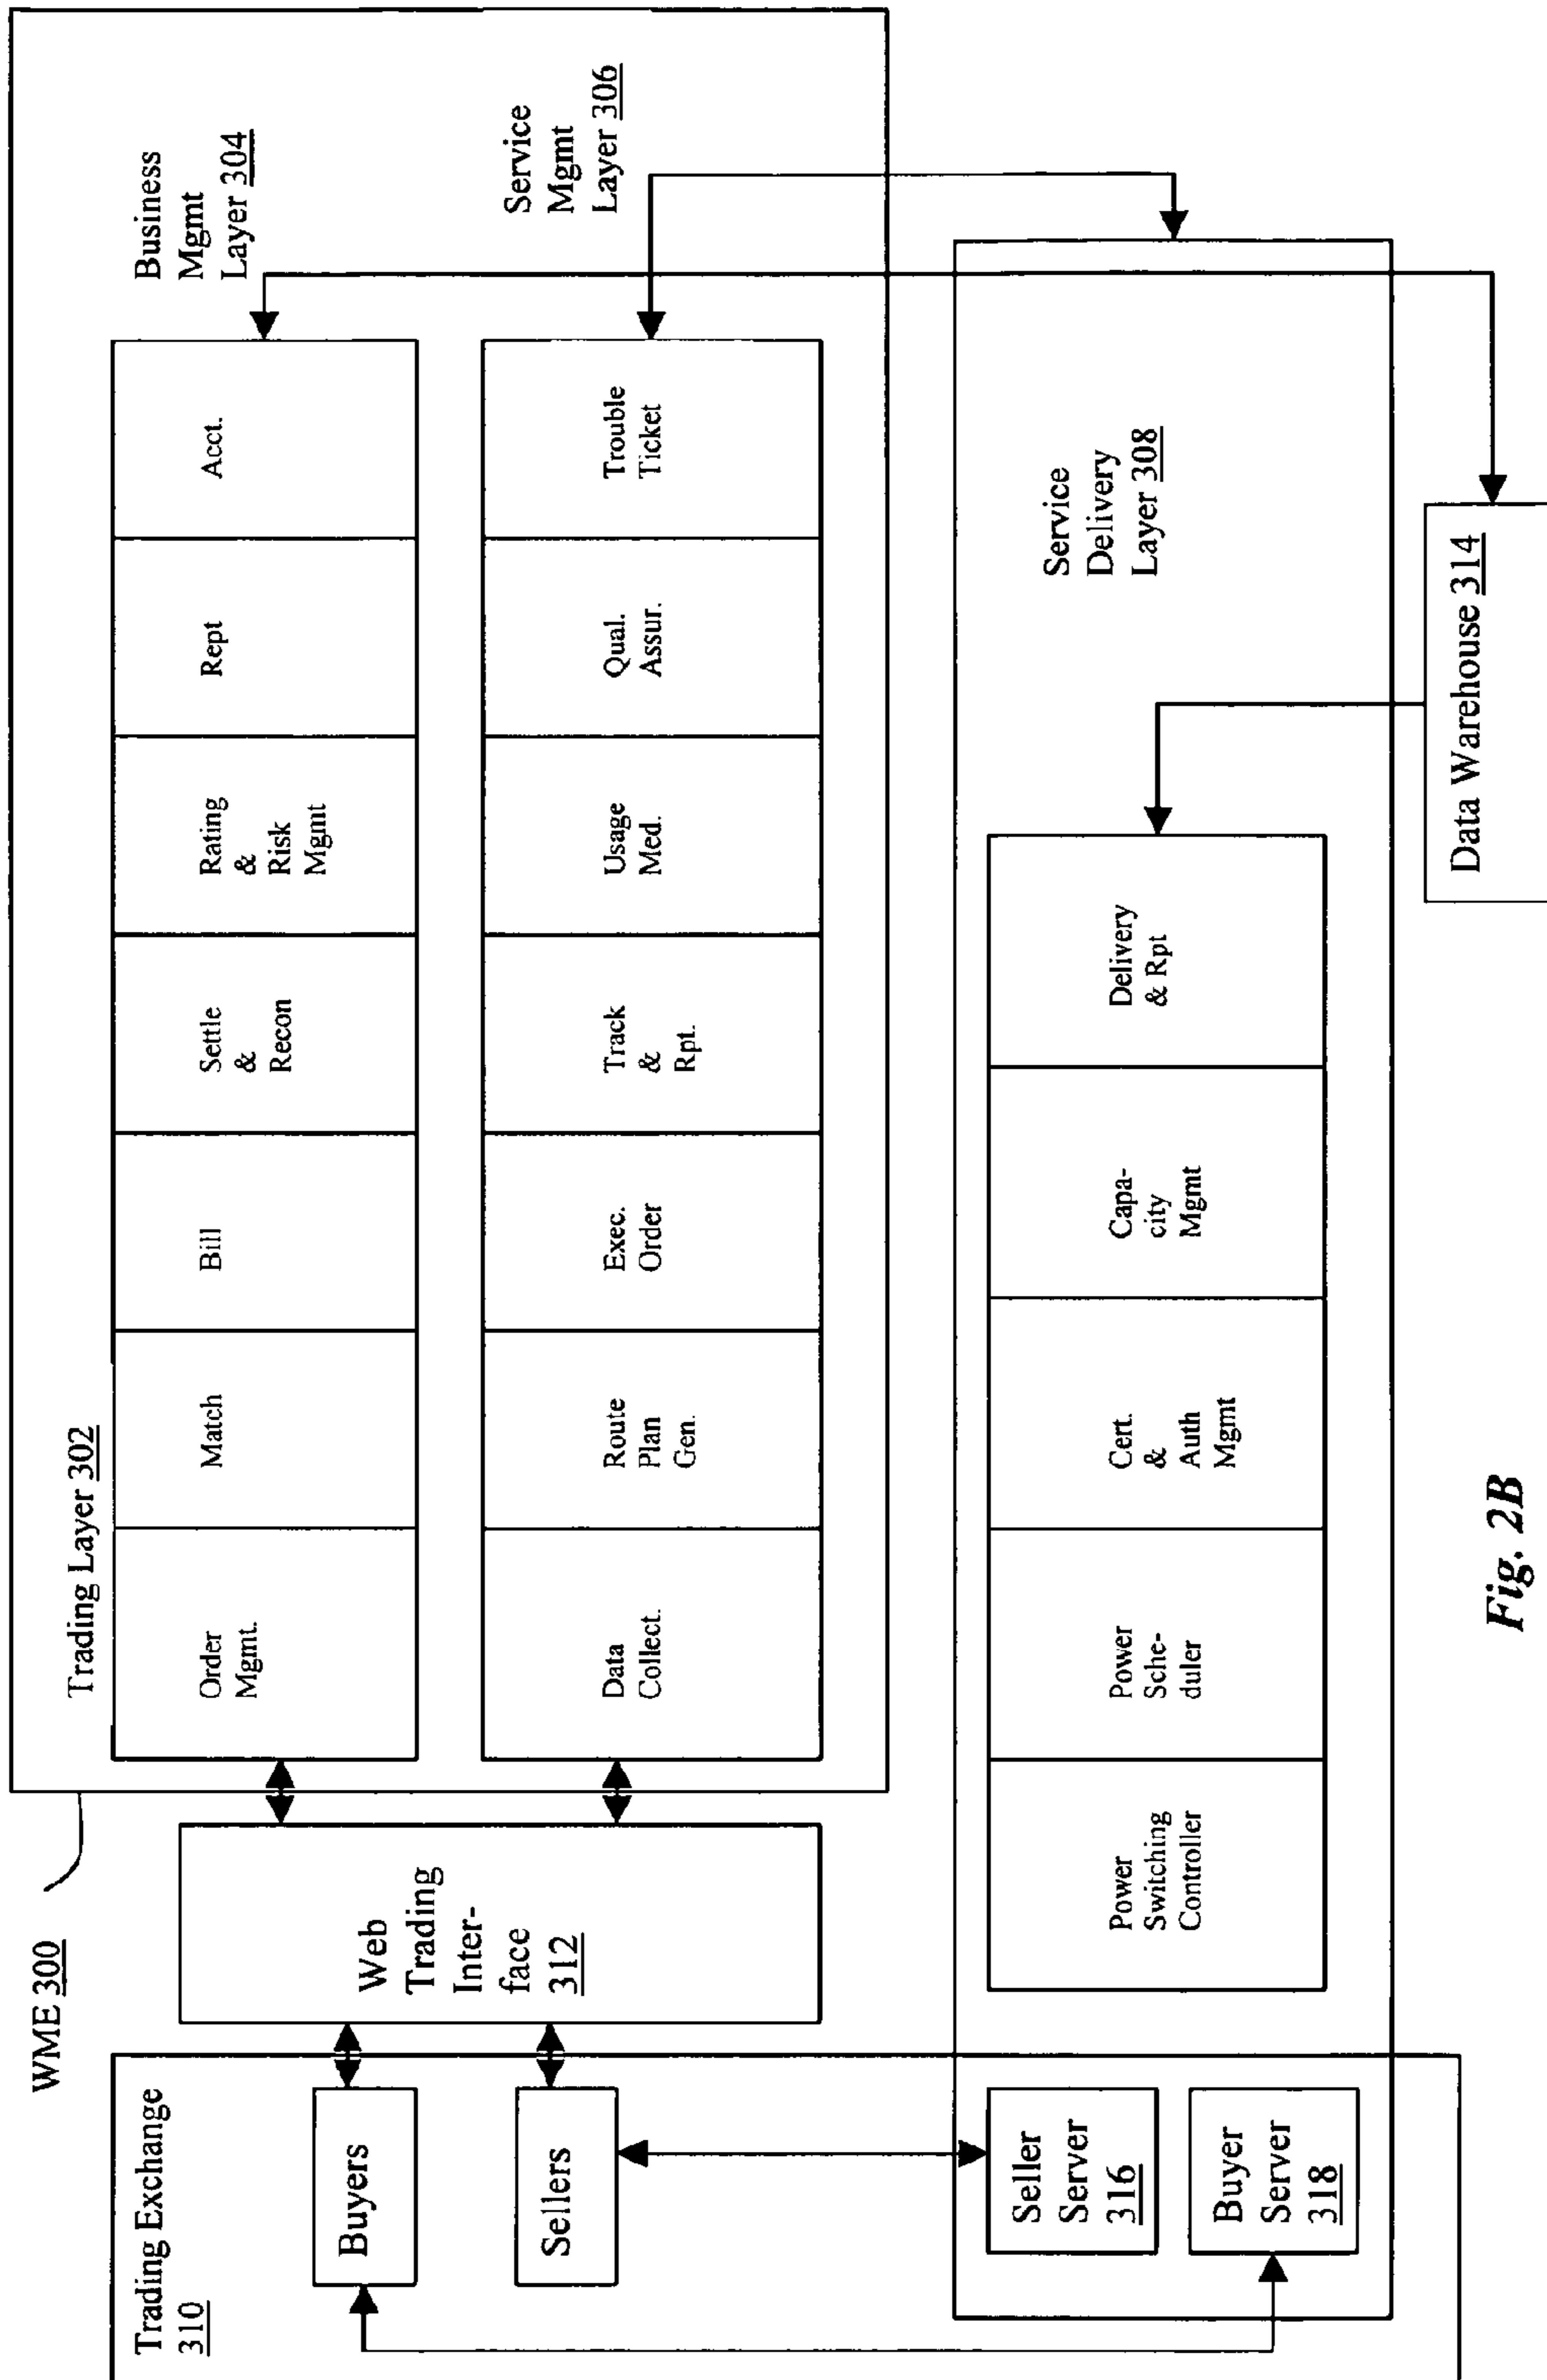 WME 300
Trading Exchange
310
Buyers
Sellers
Seller
Server
316
Buyer
Server
318
Web
Trading
Inter-
face
312
Trading Layer 302
Order
Mgmt.
Match
Bill
Settle
&
Recon
Rating
&
Risk
Mgmt
Rept
Acct.
Business
Mgmt
Layer 304
Data
Collect.
Route
Plan
Gen.
Exec.
Order
Track
&
Rpt.
Usage
Med.
Qual.
Assur.
Trouble
Ticket
Service
Mgmt
Layer 306
Power
Switching
Controller
Power
Sche-
duler
Cert.
&
Auth
Mgmt
Capa-
city
Mgmt
Delivery
& Rpt
Service
Delivery
Layer 308
Data Warehouse 314
Fig. 2B